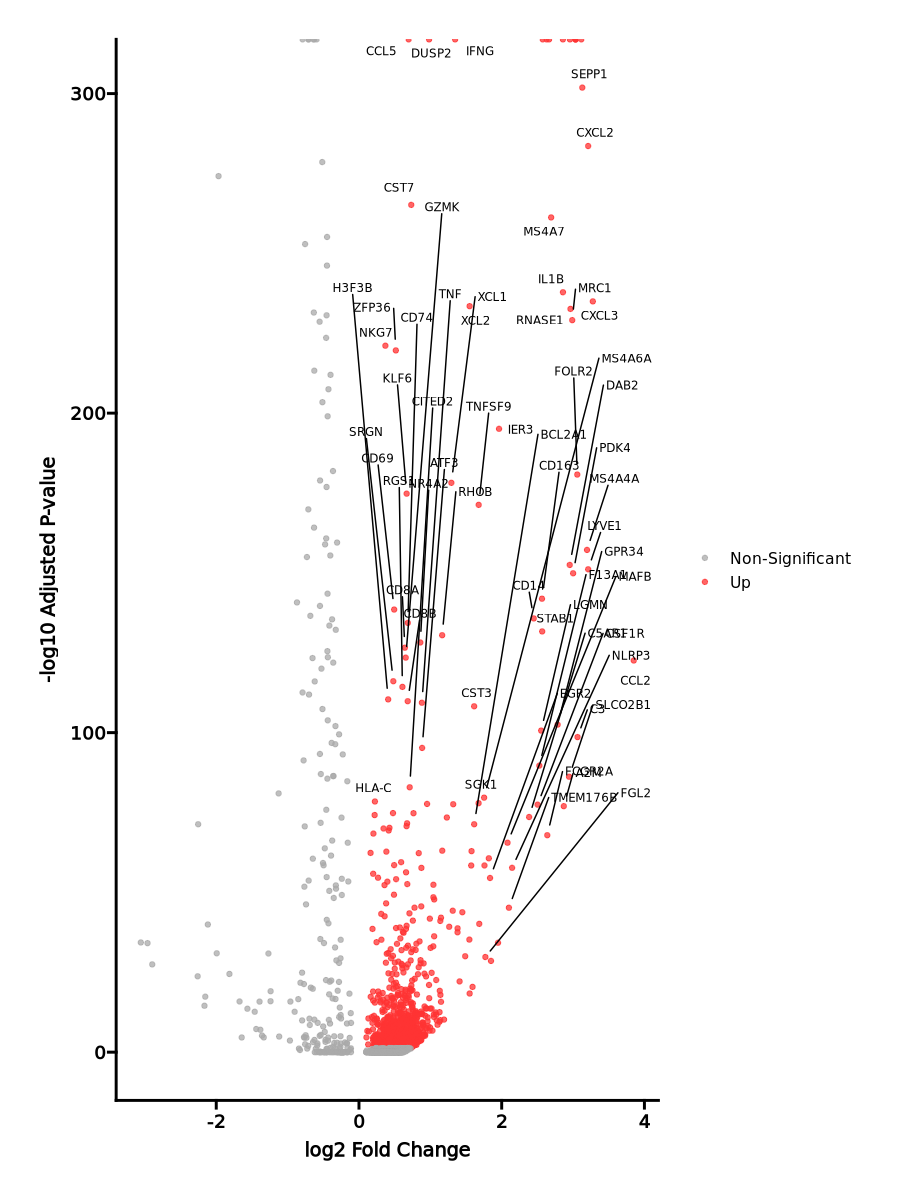 CCL5
DUSP2
IFNG
SEPP1
300
CXCL2
CST7
GZMK
MS4A7
IL1B
H3F3B
MRC1
TNF
XCL1
ZFP36
CD74
XCL2
RNASE1
CXCL3
NKG7
MS4A6A
FOLR2
KLF6
DAB2
CITED2
TNFSF9
200
SRGN
IER3
BCL2A1
PDK4
CD69
ATF3
CD163
RGS1
NR4A2
RHOB
MS4A4A
LYVE1
GPR34
Non-Significant
F13A1
MAFB
Up
CD8A
CD14
LGMN
CD8B
STAB1
C5AR1
CSF1R
NLRP3
CCL2
CST3
EGR2
C3
SLCO2B1
100
HLA-C
SGK1
FCGR2A
A2M
TMEM176B
FGL2
0
-2
0
2
4
log2 Fold Change
-log10 Adjusted P-value